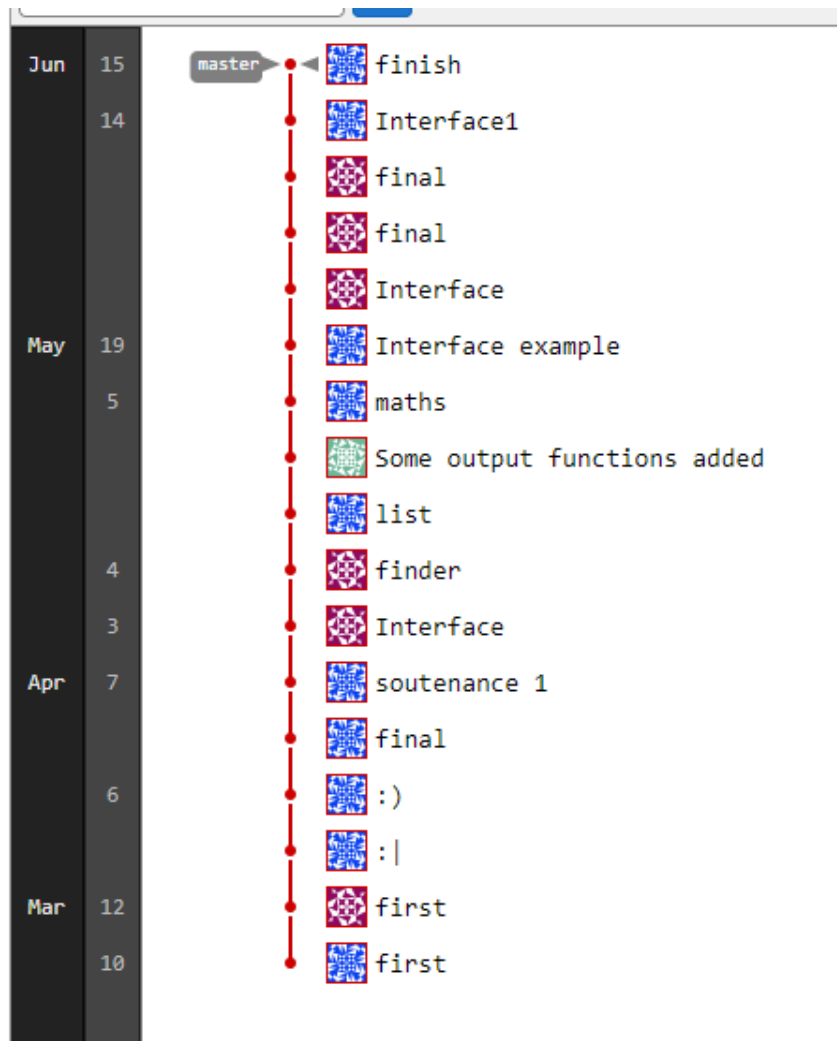 Jun 15 master finish
14 Interface1
final
final
Interface
May 19 Interface example
5 maths
Some output functions added
list
4 finder
3 Interface
Apr 7 soutenance 1
final
6 :)
:|
Mar 12 first
10 first